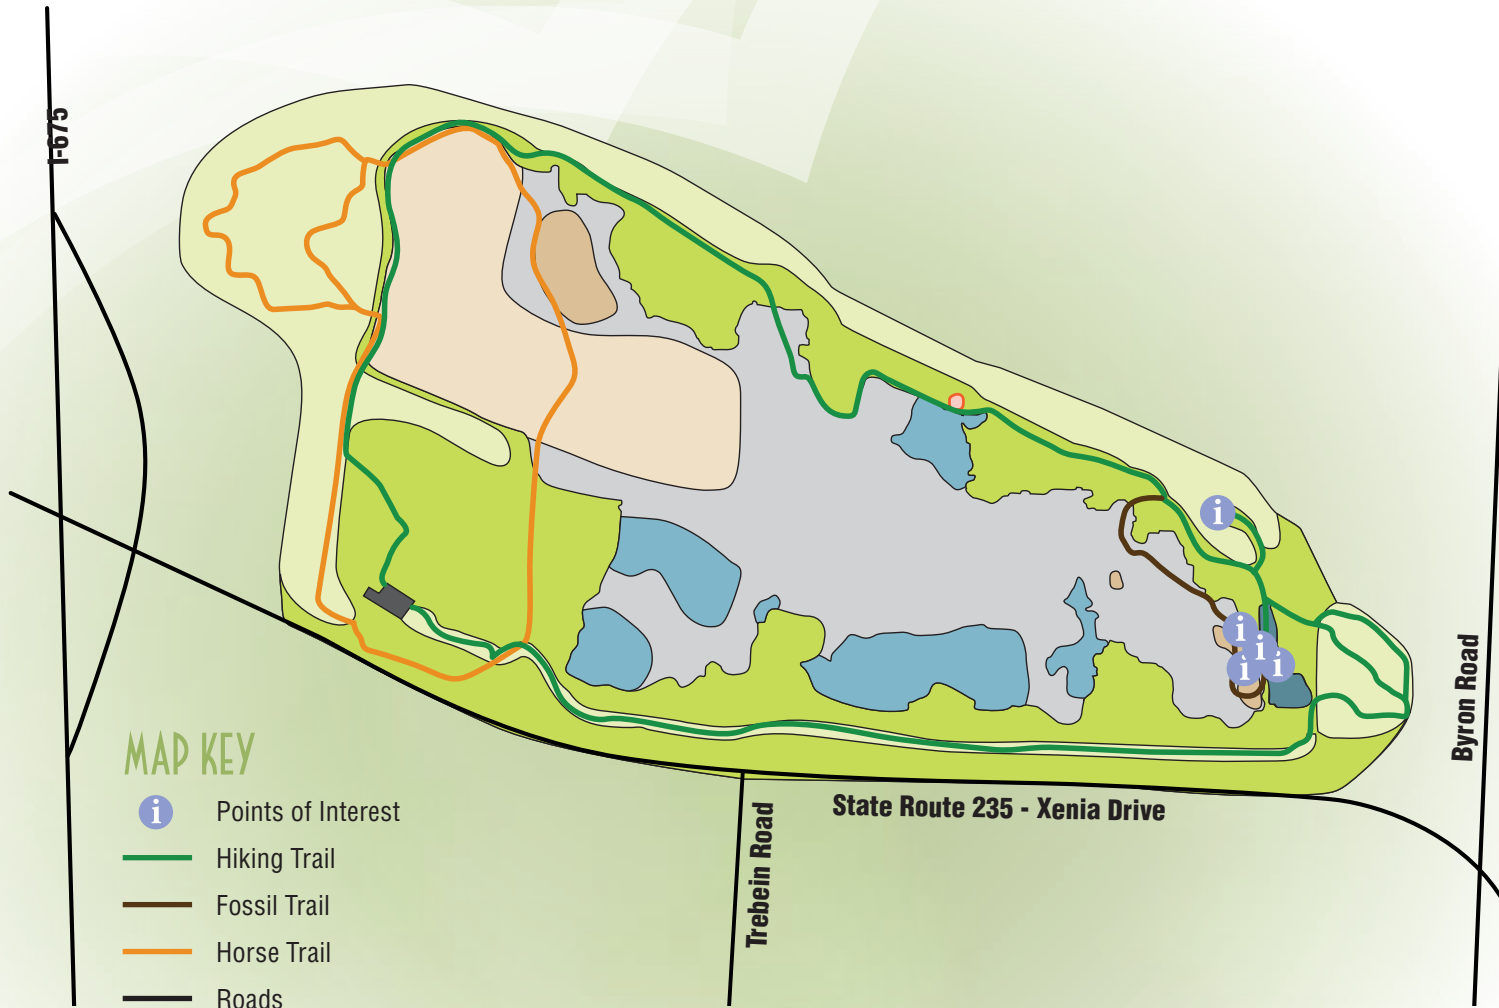 I-675
i
i
i
i
i
Byron Road
State Route 235 - Xenia Drive
Trebein Road
MAP KEY
i Points of Interest
Hiking Trail
Fossil Trail
Horse Trail
Roads